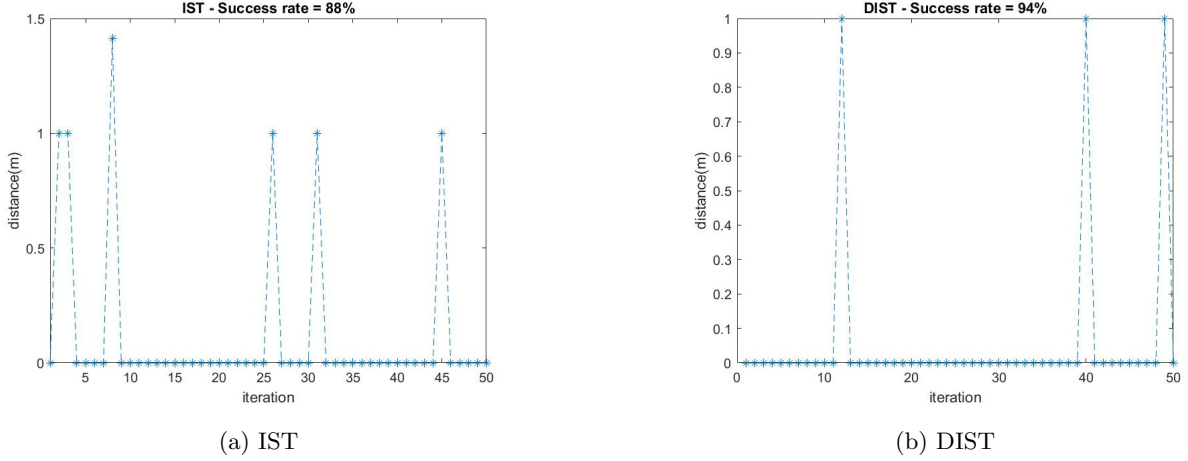 IST - Success rate = 88%
1.5
1
0.5
0
distance(m)
5 10 15 20 25 30 35 40 45 50
iteration
(a) IST
DIST - Success rate = 94%
1
0.9
0.8
0.7
0.6
0.5
0.4
0.3
0.2
0.1
0
distance(m)
0 10 20 30 40 50
iteration
(b) DIST